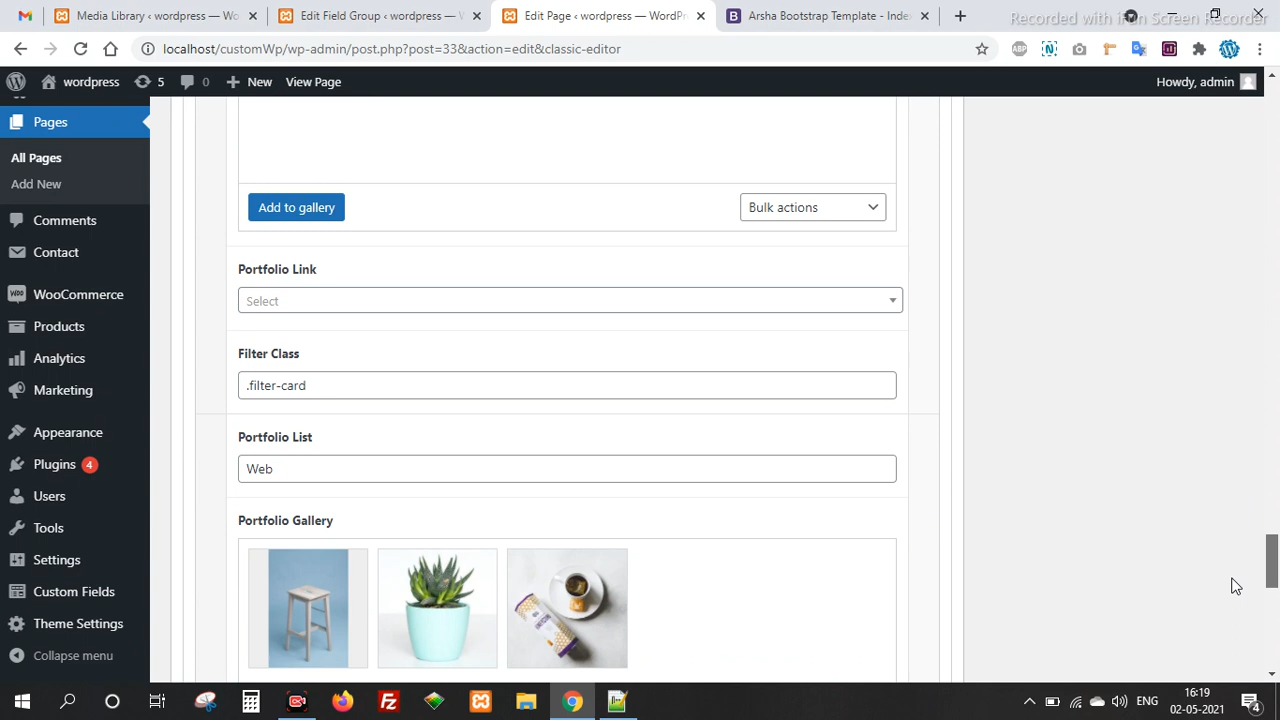 Media Library ‹ wordpress — Wo
Edit Field Group ‹ wordpress —
Edit Page ‹ wordpress — WordPr
Arsha Bootstrap Template - Inde
Recorded with iFun Screen Recorder
localhost/customWp/wp-admin/post.php?post=33&action=edit&classic-editor
ABP
wordpress
5
0
New
View Page
Howdy, admin
Pages
All Pages
Add New
Comments
Contact
WooCommerce
Products
Analytics
Marketing
Appearance
Plugins 4
Users
Tools
Settings
Custom Fields
Theme Settings
Collapse menu
Add to gallery
Bulk actions
Portfolio Link
Select
Filter Class
.filter-card
Portfolio List
Web
Portfolio Gallery
ENG
16:19
02-05-2021
4